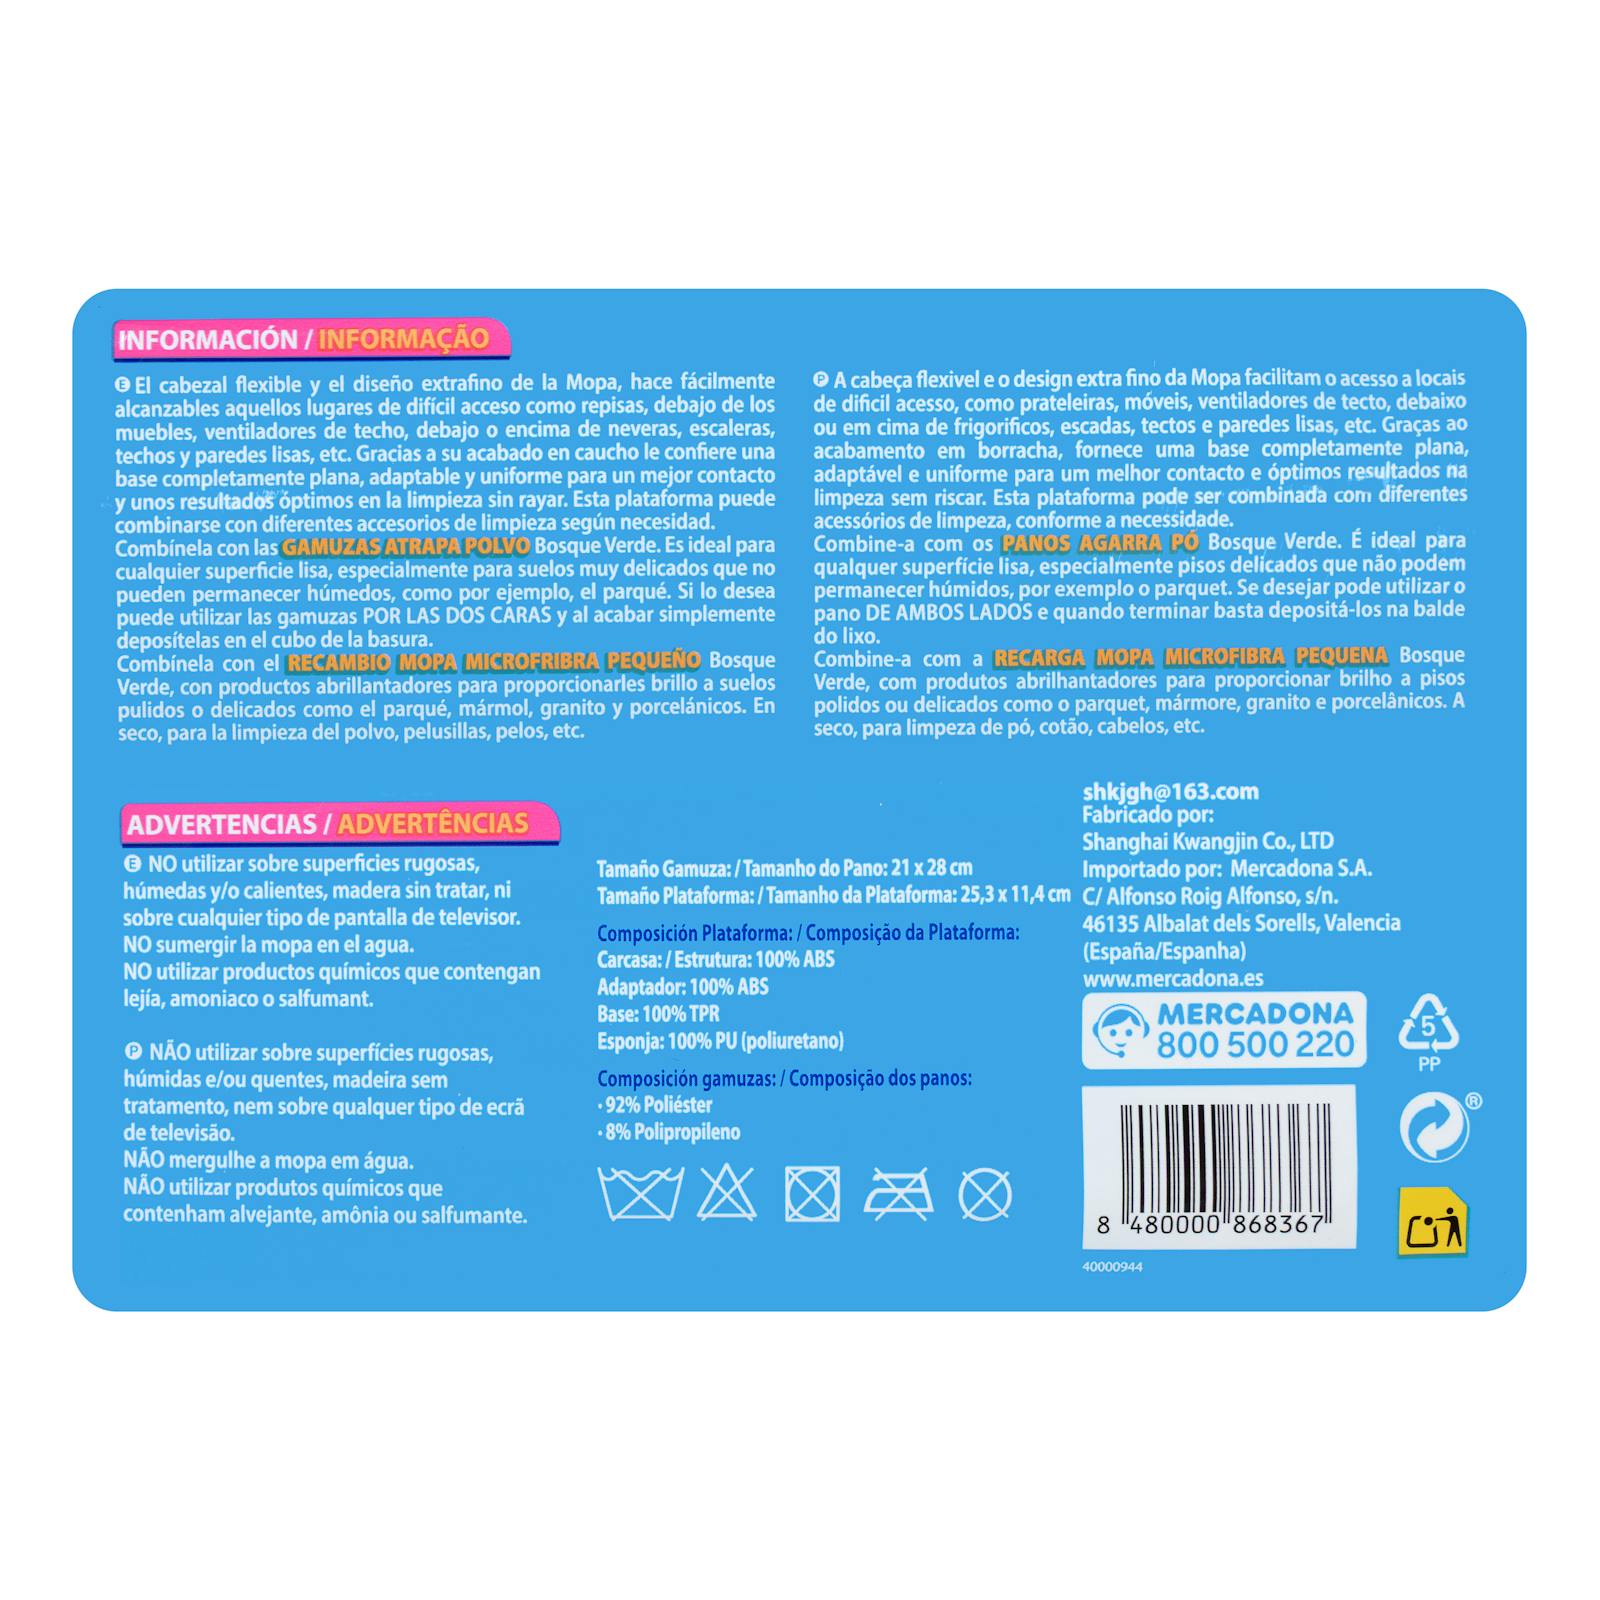 INFORMACIÓN / INFORMAÇÃO
E El cabezal flexible y el diseño extrafino de la Mopa, hace fácilmente
alcanzables aquellos lugares de difícil acceso como repisas, debajo de los
muebles, ventiladores de techo, debajo o encima de neveras, escaleras,
techos y paredes lisas, etc. Gracias a su acabado en caucho le confiere una
base completamente plana, adaptable y uniforme para un mejor contacto
y unos resultados óptimos en la limpieza sin rayar. Esta plataforma puede
combinarse con diferentes accesorios de limpieza según necesidad.
Combínela con las GAMUZAS ATRAPA POLVO Bosque Verde. Es ideal para
cualquier superficie lisa, especialmente para suelos muy delicados que no
pueden permanecer húmedos, como por ejemplo, el parqué. Si lo desea
puede utilizar las gamuzas POR LAS DOS CARAS y al acabar simplemente
deposítelas en el cubo de la basura.
Combínela con el RECAMBIO MOPA MICROFRIBRA PEQUEÑO Bosque
Verde, con productos abrillantadores para proporcionarles brillo a suelos
pulidos o delicados como el parqué, mármol, granito y porcelánicos. En
seco, para la limpieza del polvo, pelusillas, pelos, etc.
P A cabeça flexivel e o design extra fino da Mopa facilitam o acesso a locais
de dificil acesso, como prateleiras, móveis, ventiladores de tecto, debaixo
ou em cima de frigorificos, escadas, tectos e paredes lisas, etc. Graças ao
acabamento em borracha, fornece uma base completamente plana,
adaptável e uniforme para um melhor contacto e óptimos resultados na
limpeza sem riscar. Esta plataforma pode ser combinada com diferentes
acessórios de limpeza, conforme a necessidade.
Combine-a com os PANOS AGARRA PÓ Bosque Verde. É ideal para
qualquer superfície lisa, especialmente pisos delicados que não podem
permanecer húmidos, por exemplo o parquet. Se desejar pode utilizar o
pano DE AMBOS LADOS e quando terminar basta depositá-los na balde
do lixo.
Combine-a com a RECARGA MOPA MICROFIBRA PEQUENA Bosque
Verde, com produtos abrilhantadores para proporcionar brilho a pisos
polidos ou delicados como o parquet, mármore, granito e porcelânicos. A
seco, para limpeza de pó, cotão, cabelos, etc.
ADVERTENCIAS / ADVERTÊNCIAS
E NO utilizar sobre superficies rugosas,
húmedas y/o calientes, madera sin tratar, ni
sobre cualquier tipo de pantalla de televisor.
NO sumergir la mopa en el agua.
NO utilizar productos químicos que contengan
lejía, amoniaco o salfumant.
P NÃO utilizar sobre superfícies rugosas,
húmidas e/ou quentes, madeira sem
tratamento, nem sobre qualquer tipo de ecrã
de televisão.
NÃO mergulhe a mopa em água.
NÃO utilizar produtos químicos que
contenham alvejante, amônia ou salfumante.
Tamaño Gamuza: / Tamanho do Pano: 21 x 28 cm
Tamaño Plataforma: / Tamanho da Plataforma: 25,3 x 11,4 cm
Composición Plataforma: / Composição da Plataforma:
Carcasa: / Estrutura: 100% ABS
Adaptador: 100% ABS
Base: 100% TPR
Esponja: 100% PU (poliuretano)
Composición gamuzas: / Composição dos panos:
· 92% Poliéster
· 8% Polipropileno
shkjgh@163.com
Fabricado por:
Shanghai Kwangjin Co., LTD
Importado por: Mercadona S.A.
C/ Alfonso Roig Alfonso, s/n.
46135 Albalat dels Sorells, Valencia
(España/Espanha)
www.mercadona.es
MERCADONA
800 500 220
5
PP
®
8 480000 868367
40000944